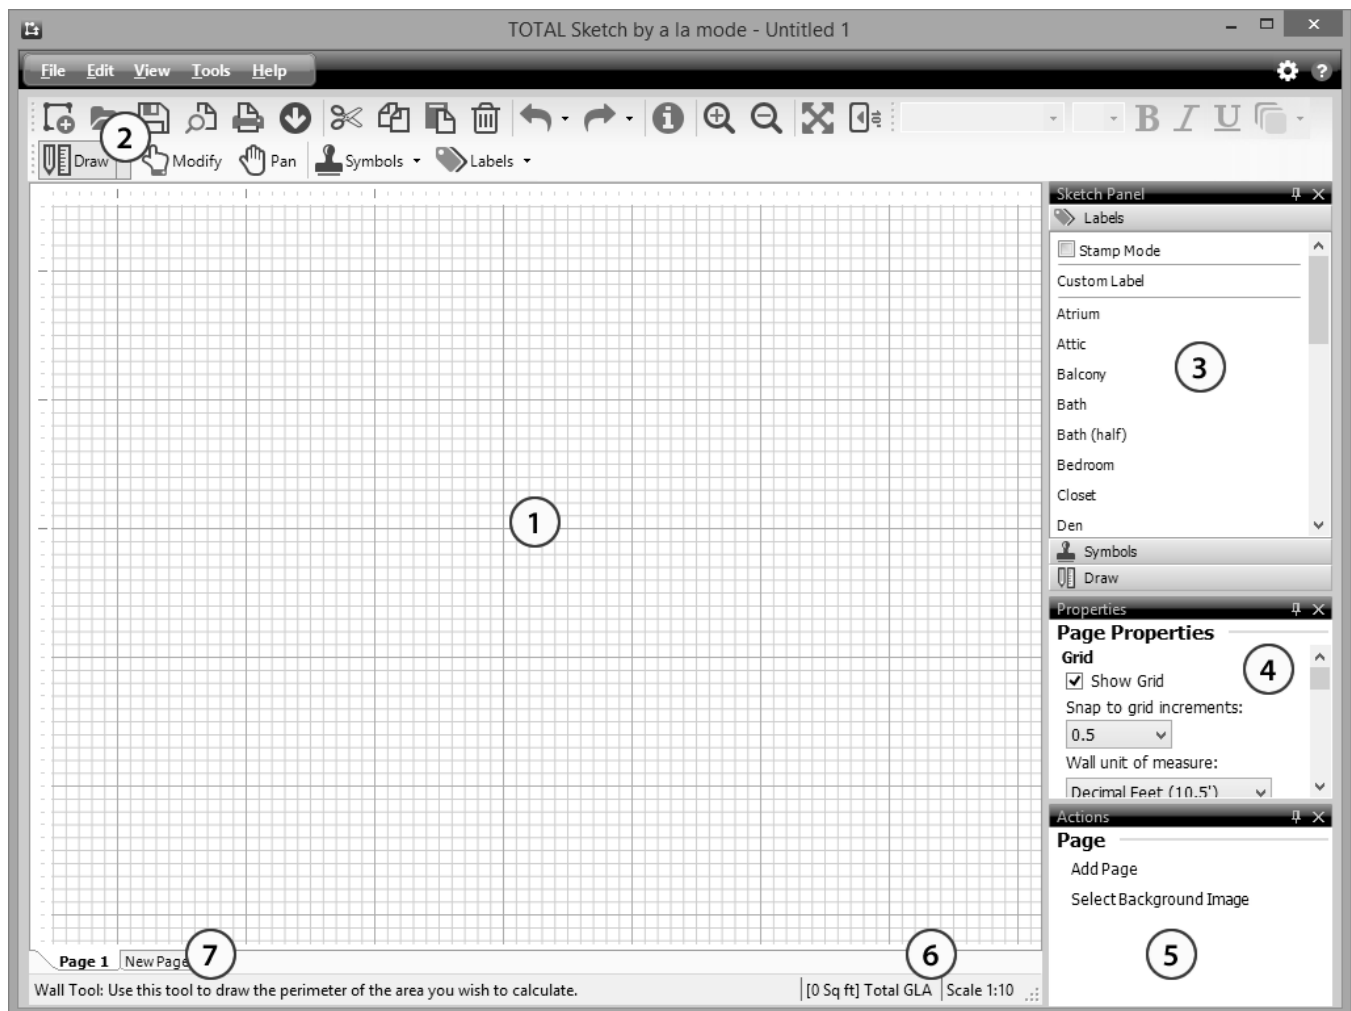 TOTAL Sketch by a la mode - Untitled 1
File Edit View Tools Help
?
B I U
2
Draw Modify Pan Symbols Labels
Sketch Panel
Labels
Stamp Mode
Custom Label
Atrium
Attic
3
Balcony
Bath
Bath (half)
Bedroom
Closet
1
Den
Symbols
Draw
Properties
Page Properties
Grid
4
Show Grid
Snap to grid increments:
0.5
Wall unit of measure:
Decimal Feet (10.5')
Actions
Page
Add Page
Select Background Image
5
Page 1 New Page 7
6
Wall Tool: Use this tool to draw the perimeter of the area you wish to calculate. [0 Sq ft] Total GLA Scale 1:10